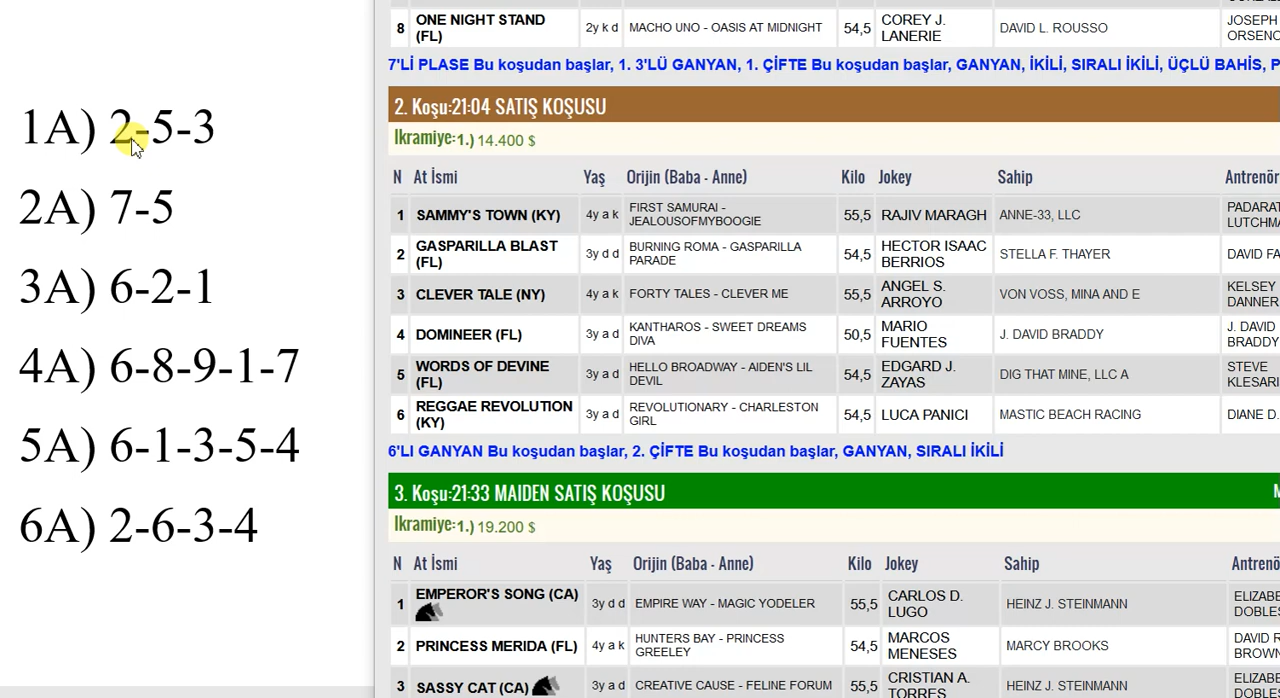 1A) 2-5-3
2A) 7-5
3A) 6-2-1
4A) 6-8-9-1-7
5A) 6-1-3-5-4
6A) 2-6-3-4
8 ONE NIGHT STAND (FL) 2y k d MACHO UNO - OASIS AT MIDNIGHT 54,5 COREY J. LANERIE DAVID L. ROUSSO JOSEPH ORSENO
7'Lİ PLASE Bu koşudan başlar, 1. 3'LÜ GANYAN, 1. ÇİFTE Bu koşudan başlar, GANYAN, İKİLİ, SIRALI İKİLİ, ÜÇLÜ BAHİS, P
2. Koşu:21:04 SATIŞ KOŞUSU
İkramiye:1.) 14.400 $
N At İsmi Yaş Orijin (Baba - Anne) Kilo Jokey Sahip Antrenör
1 SAMMY'S TOWN (KY) 4y a k FIRST SAMURAI - JEALOUSOFMYBOOGIE 55,5 RAJIV MARAGH ANNE-33, LLC PADARAT LUTCHMA
2 GASPARILLA BLAST (FL) 3y d d BURNING ROMA - GASPARILLA PARADE 54,5 HECTOR ISAAC BERRIOS STELLA F. THAYER DAVID FA
3 CLEVER TALE (NY) 4y a k FORTY TALES - CLEVER ME 55,5 ANGEL S. ARROYO VON VOSS, MINA AND E KELSEY DANNER
4 DOMINEER (FL) 3y a d KANTHAROS - SWEET DREAMS DIVA 50,5 MARIO FUENTES J. DAVID BRADDY J. DAVID BRADDY
5 WORDS OF DEVINE (FL) 3y a d HELLO BROADWAY - AIDEN'S LIL DEVIL 54,5 EDGARD J. ZAYAS DIG THAT MINE, LLC A STEVE KLESARI
6 REGGAE REVOLUTION (KY) 3y a d REVOLUTIONARY - CHARLESTON GIRL 54,5 LUCA PANICI MASTIC BEACH RACING DIANE D.
6'LI GANYAN Bu koşudan başlar, 2. ÇİFTE Bu koşudan başlar, GANYAN, SIRALI İKİLİ
3. Koşu:21:33 MAIDEN SATIŞ KOŞUSU M
İkramiye:1.) 19.200 $
N At İsmi Yaş Orijin (Baba - Anne) Kilo Jokey Sahip Antrenö
1 EMPEROR'S SONG (CA) 3y d d EMPIRE WAY - MAGIC YODELER 55,5 CARLOS D. LUGO HEINZ J. STEINMANN ELIZABE DOBLES
2 PRINCESS MERIDA (FL) 4y a k HUNTERS BAY - PRINCESS GREELEY 54,5 MARCOS MENESES MARCY BROOKS DAVID R BROWN
3 SASSY CAT (CA) 3y a d CREATIVE CAUSE - FELINE FORUM 55,5 CRISTIAN A. TORRES HEINZ J. STEINMANN ELIZABE DOBLES